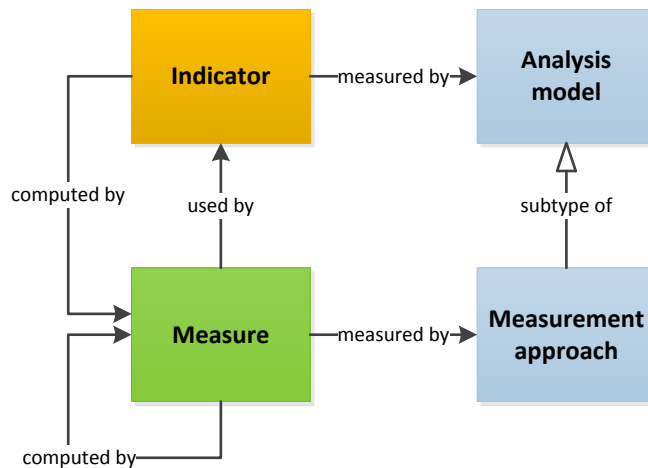 Indicator
measured by
Analysis
model
computed by
used by
subtype of
Measure
measured by
Measurement
approach
computed by